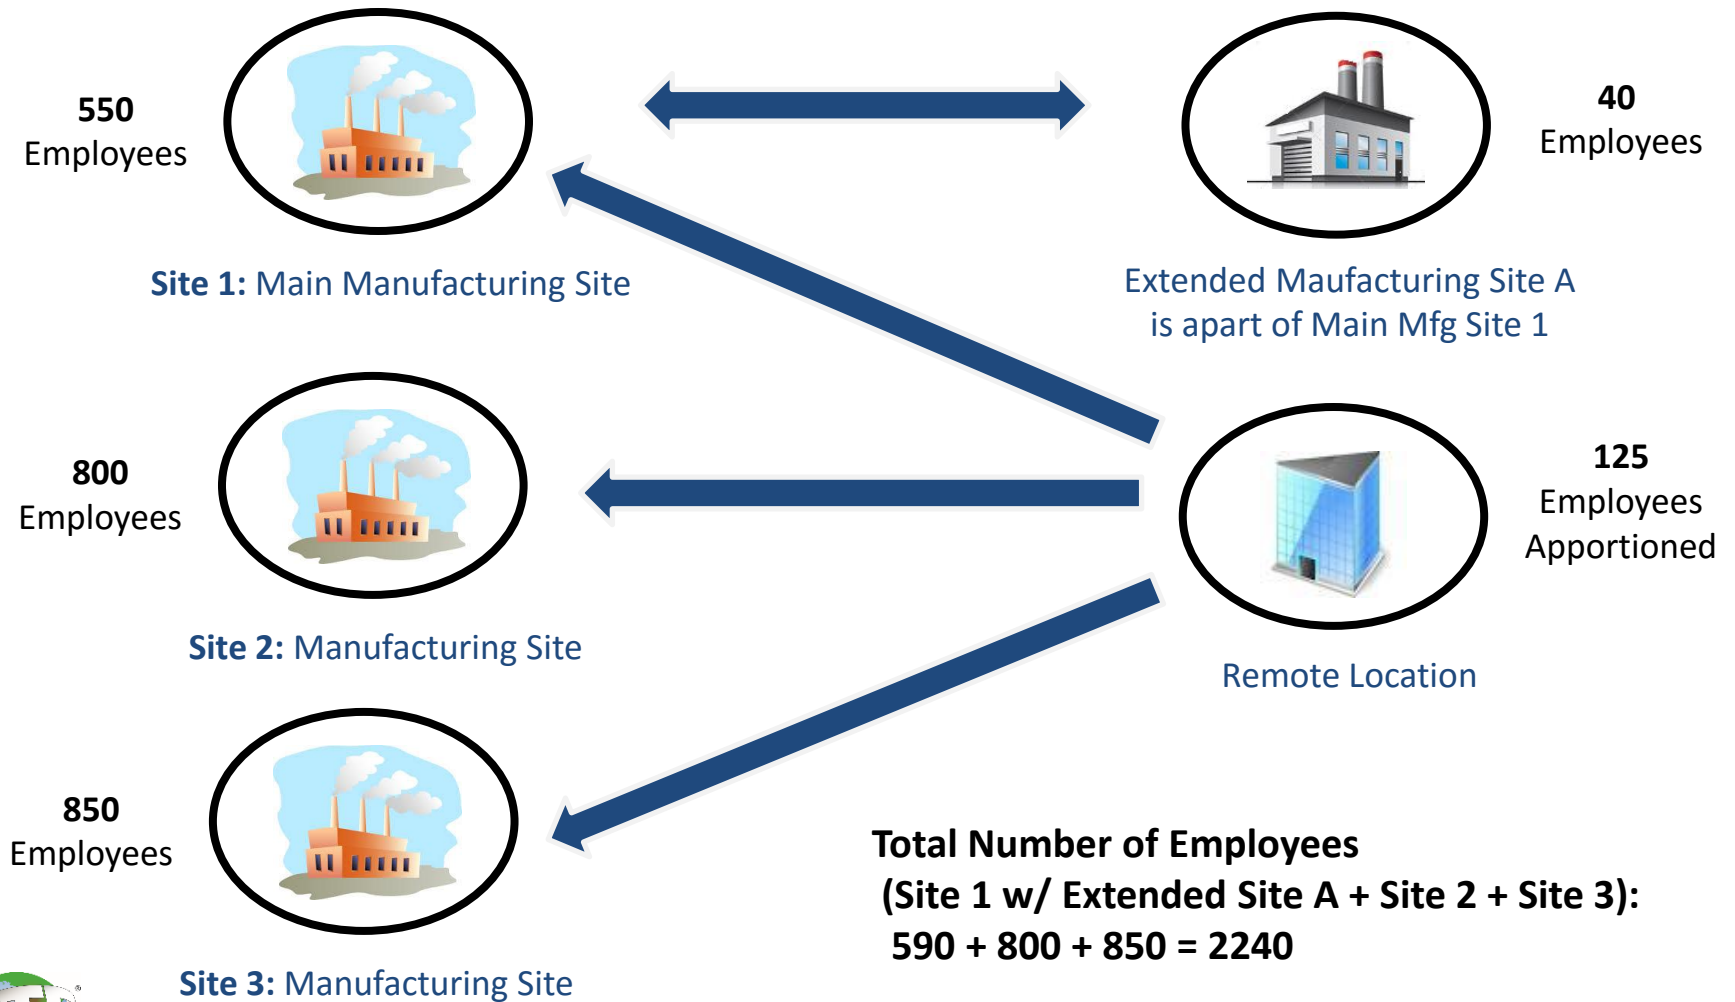 550
Employees
Site 1: Main Manufacturing Site
40
Employees
Extended Maufacturing Site A
is apart of Main Mfg Site 1
800
Employees
Site 2: Manufacturing Site
125
Employees
Apportioned
Remote Location
850
Employees
Site 3: Manufacturing Site
Total Number of Employees
(Site 1 w/ Extended Site A + Site 2 + Site 3):
590 + 800 + 850 = 2240